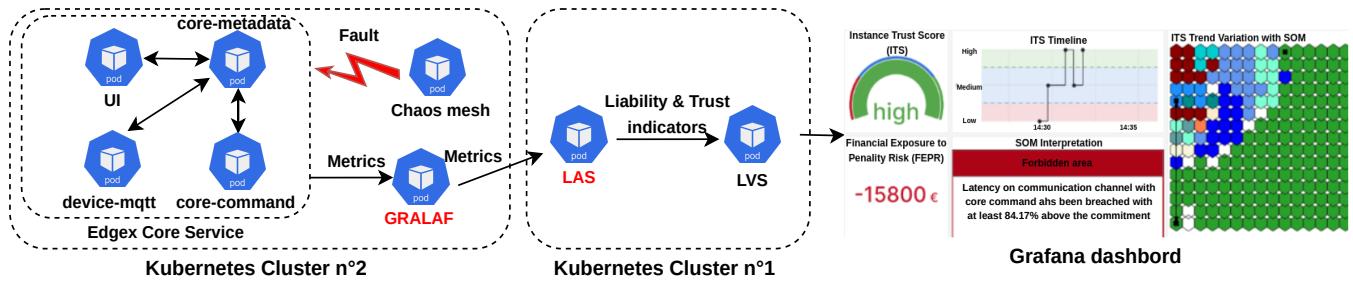 core-metadata
pod
pod
UI
Fault
Chaos mesh
pod
device-mqtt
pod
core-command
Edgex Core Service
Metrics
pod
GRALAF
Metrics
Kubernetes Cluster n°2
pod
LAS
Liability & Trust
indicators
pod
LVS
Kubernetes Cluster n°1
Instance Trust Score
(ITS)
high
ITS Timeline
High
Medium
Low
14:30
14:35
ITS Trend Variation with SOM
Financial Exposure to
Penality Risk (FEPR)
-15800 €
SOM Interpretation
Forbidden area
Latency on communication channel with
core command ahs been breached with
at least 84.17% above the commitment
Grafana dashbord